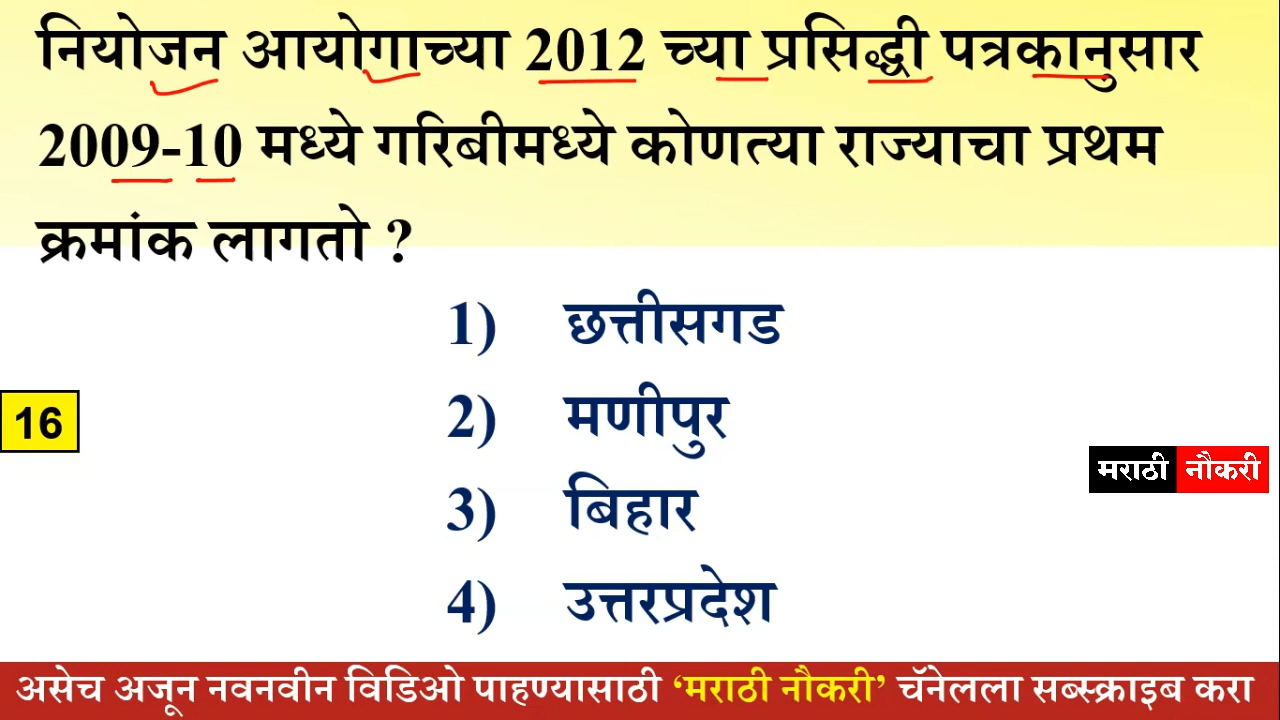 नियोजन आयोगाच्या 2012 च्या प्रसिद्धी पत्रकानुसार
2009-10 मध्ये गरिबीमध्ये कोणत्या राज्याचा प्रथम
क्रमांक लागतो ?
1) छत्तीसगड
2) मणीपुर
16
3) बिहार
4) उत्तरप्रदेश
मराठी नौकरी
असेच अजून नवनवीन विडिओ पाहण्यासाठी ‘मराठी नौकरी’ चॅनेलला सब्स्क्राइब करा